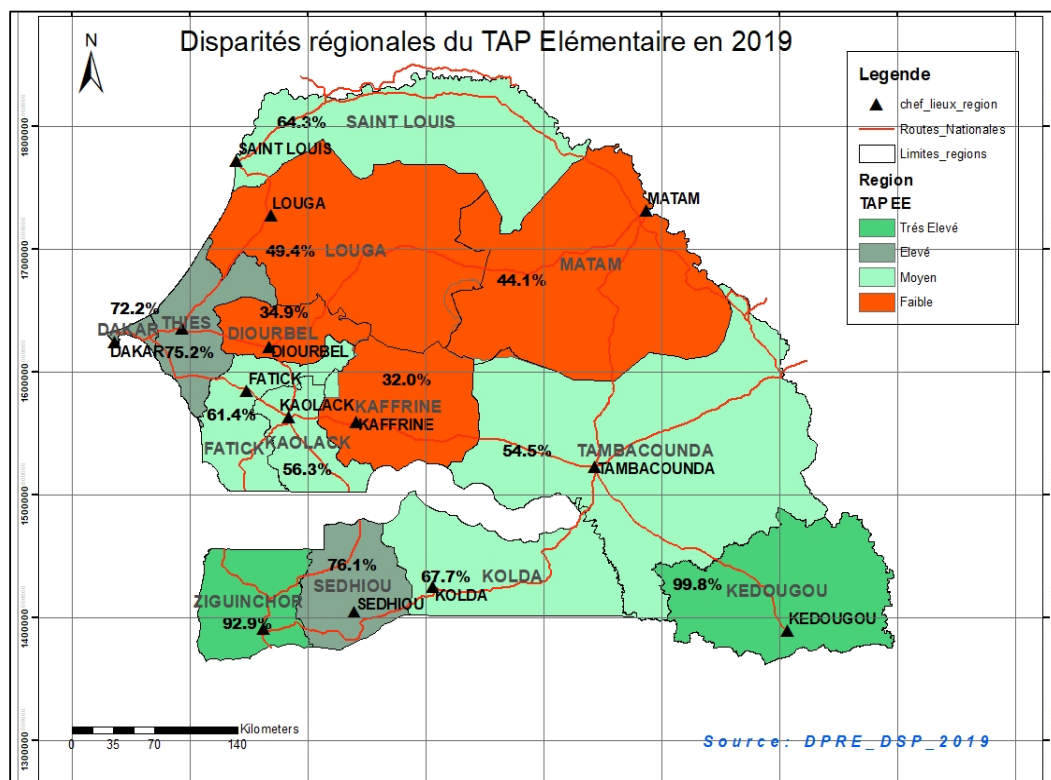 Disparités régionales du TAP Elémentaire en 2019
N
Legende
chef_lieux_region
Routes_Nationales
Limites_regions
Region
TAP EE
Trés Elevé
Elevé
Moyen
Faible
1800000
1700000
1600000
1500000
1400000
1300000
64.3%
SAINT LOUIS
SAINT LOUIS
LOUGA
MATAM
49.4%
LOUGA
MATAM
44.1%
72.2%
34.9%
DAKAR
THIES
DIOURBEL
DAKAR
75.2%
DIOURBEL
FATICK
32.0%
KAOLACK
KAFFRINE
61.4%
KAFFRINE
FATICK
KAOLACK
56.3%
54.5%
TAMBACOUNDA
TAMBACOUNDA
76.1%
67.7%
KOLDA
99.8%
KEDOUGOU
SEDHIOU
KOLDA
ZIGUINCHOR
SEDHIOU
92.9%
KEDOUGOU
Kilometers
0 35 70 140
Source: DPRE_DSP_2019